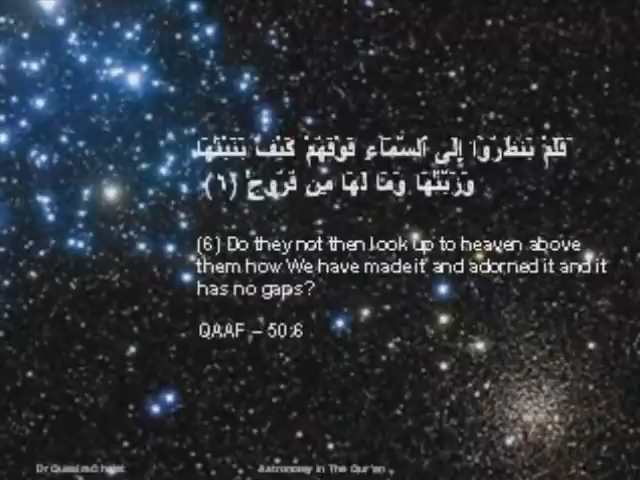 أَفَلَمْ يَنظُرُوٓا۟ إِلَى ٱلسَّمَآءِ فَوْقَهُمْ كَيْفَ بَنَيْنَٰهَا
وَزَيَّنَّٰهَا وَمَا لَهَا مِن فُرُوجٍ (٦)
(6) Do they not then look up to heaven above
them how We have made it and adorned it and it
has no gaps?
QAAF – 50:6
Astronomy in The Qur'an